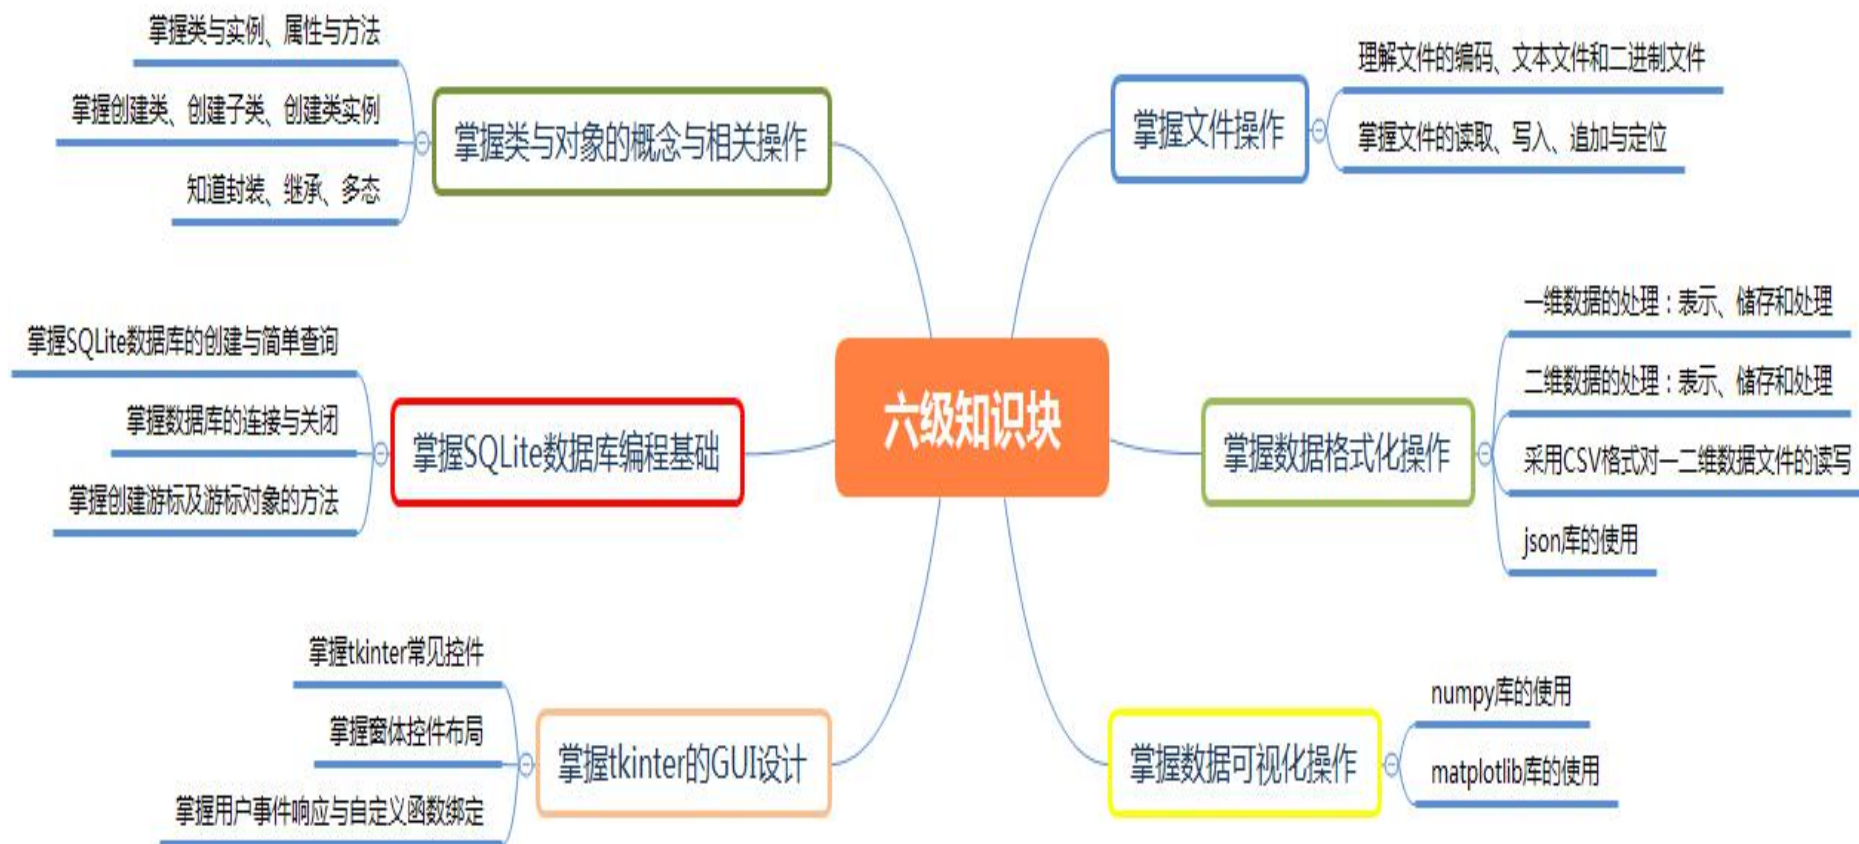 六级知识块
掌握类与对象的概念与相关操作
掌握类与实例、属性与方法
掌握创建类、创建子类、创建类实例
知道封装、继承、多态
掌握SQLite数据库编程基础
掌握SQLite数据库的创建与简单查询
掌握数据库的连接与关闭
掌握创建游标及游标对象的方法
掌握tkinter的GUI设计
掌握tkinter常见控件
掌握窗体控件布局
掌握用户事件响应与自定义函数绑定
掌握文件操作
理解文件的编码、文本文件和二进制文件
掌握文件的读取、写入、追加与定位
掌握数据格式化操作
一维数据的处理：表示、储存和处理
二维数据的处理：表示、储存和处理
采用CSV格式对一二维数据文件的读写
json库的使用
掌握数据可视化操作
numpy库的使用
matplotlib库的使用